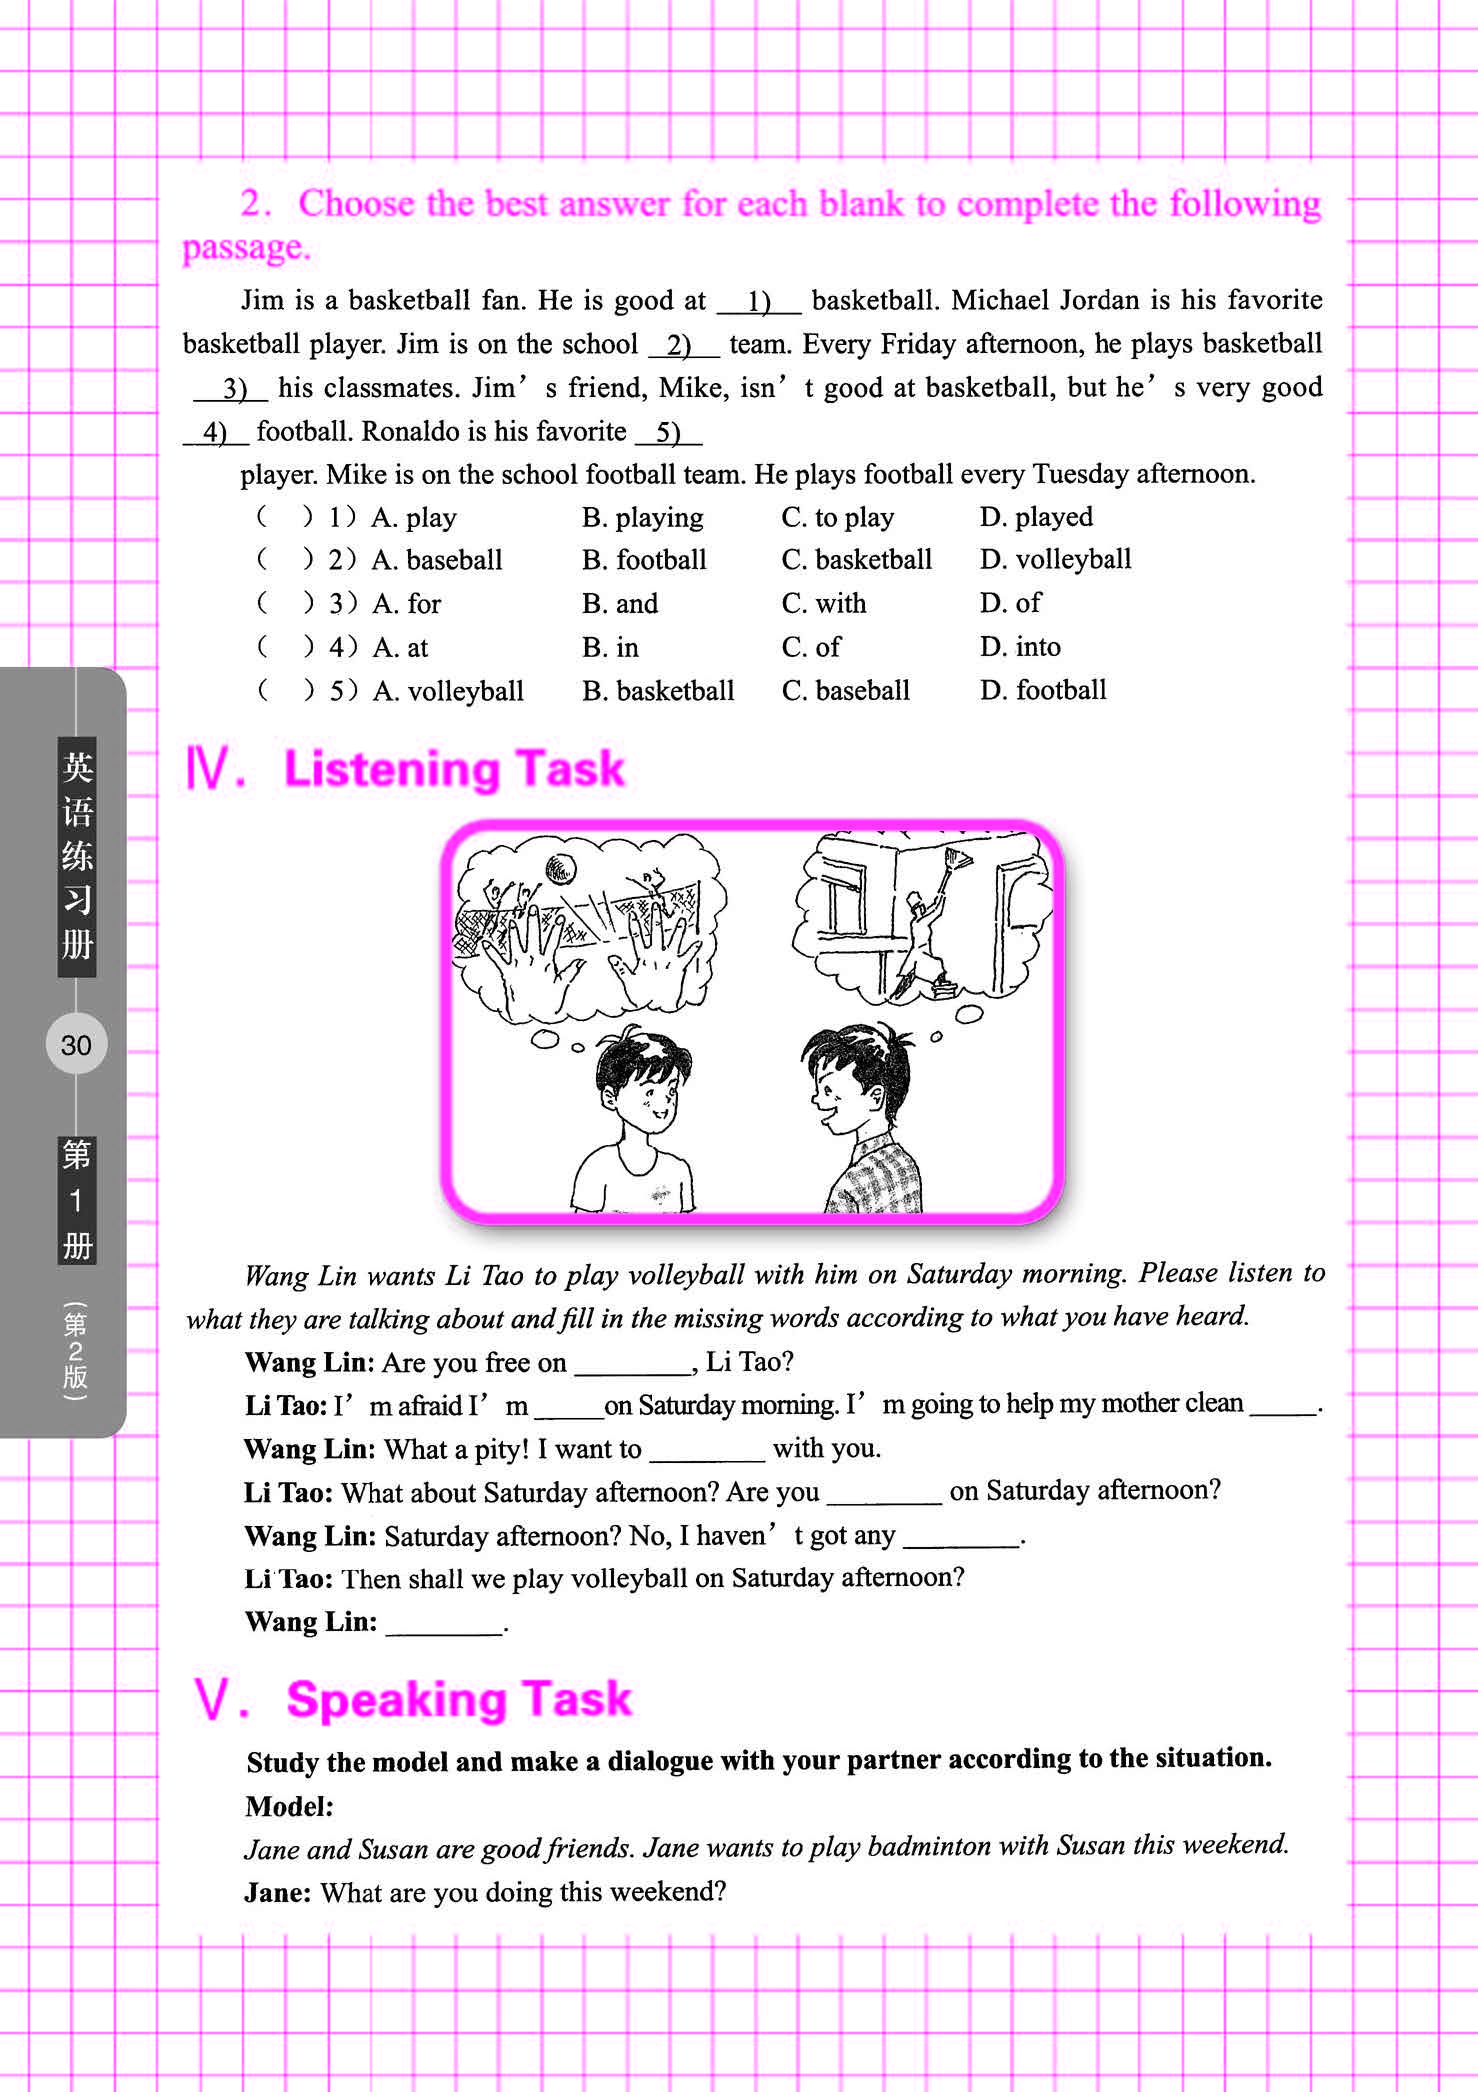 2. Choose the best answer for each blank to complete the following
passage.
Jim is a basketball fan. He is good at 1) basketball. Michael Jordan is his favorite
basketball player. Jim is on the school 2) team. Every Friday afternoon, he plays basketball
3) his classmates. Jim's friend, Mike, isn't good at basketball, but he's very good
4) football. Ronaldo is his favorite 5)
player. Mike is on the school football team. He plays football every Tuesday afternoon.
( ) 1) A. play B. playing C. to play D. played
( ) 2) A. baseball B. football C. basketball D. volleyball
( ) 3) A. for B. and C. with D. of
( ) 4) A. at B. in C. of D. into
( ) 5) A. volleyball B. basketball C. baseball D. football
Ⅳ. Listening Task
Wang Lin wants Li Tao to play volleyball with him on Saturday morning. Please listen to
what they are talking about and fill in the missing words according to what you have heard.
Wang Lin: Are you free on ________, Li Tao?
Li Tao: I'm afraid I'm _____on Saturday morning. I'm going to help my mother clean _____.
Wang Lin: What a pity! I want to ________ with you.
Li Tao: What about Saturday afternoon? Are you ________ on Saturday afternoon?
Wang Lin: Saturday afternoon? No, I haven't got any ________.
Li Tao: Then shall we play volleyball on Saturday afternoon?
Wang Lin: ________.
Ⅴ. Speaking Task
Study the model and make a dialogue with your partner according to the situation.
Model:
Jane and Susan are good friends. Jane wants to play badminton with Susan this weekend.
Jane: What are you doing this weekend?
英语练习册
30
第1册
(第2版)